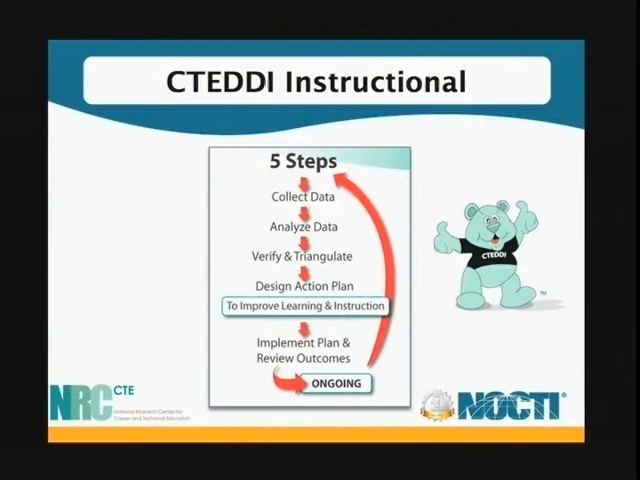 CTEDDI Instructional
5 Steps
Collect Data
Analyze Data
Verify & Triangulate
Design Action Plan
To Improve Learning & Instruction
Implement Plan &
Review Outcomes
ONGOING
CTEDDI
TM
NRC CTE
National Research Center for
Career and Technical Education
NOCTI®